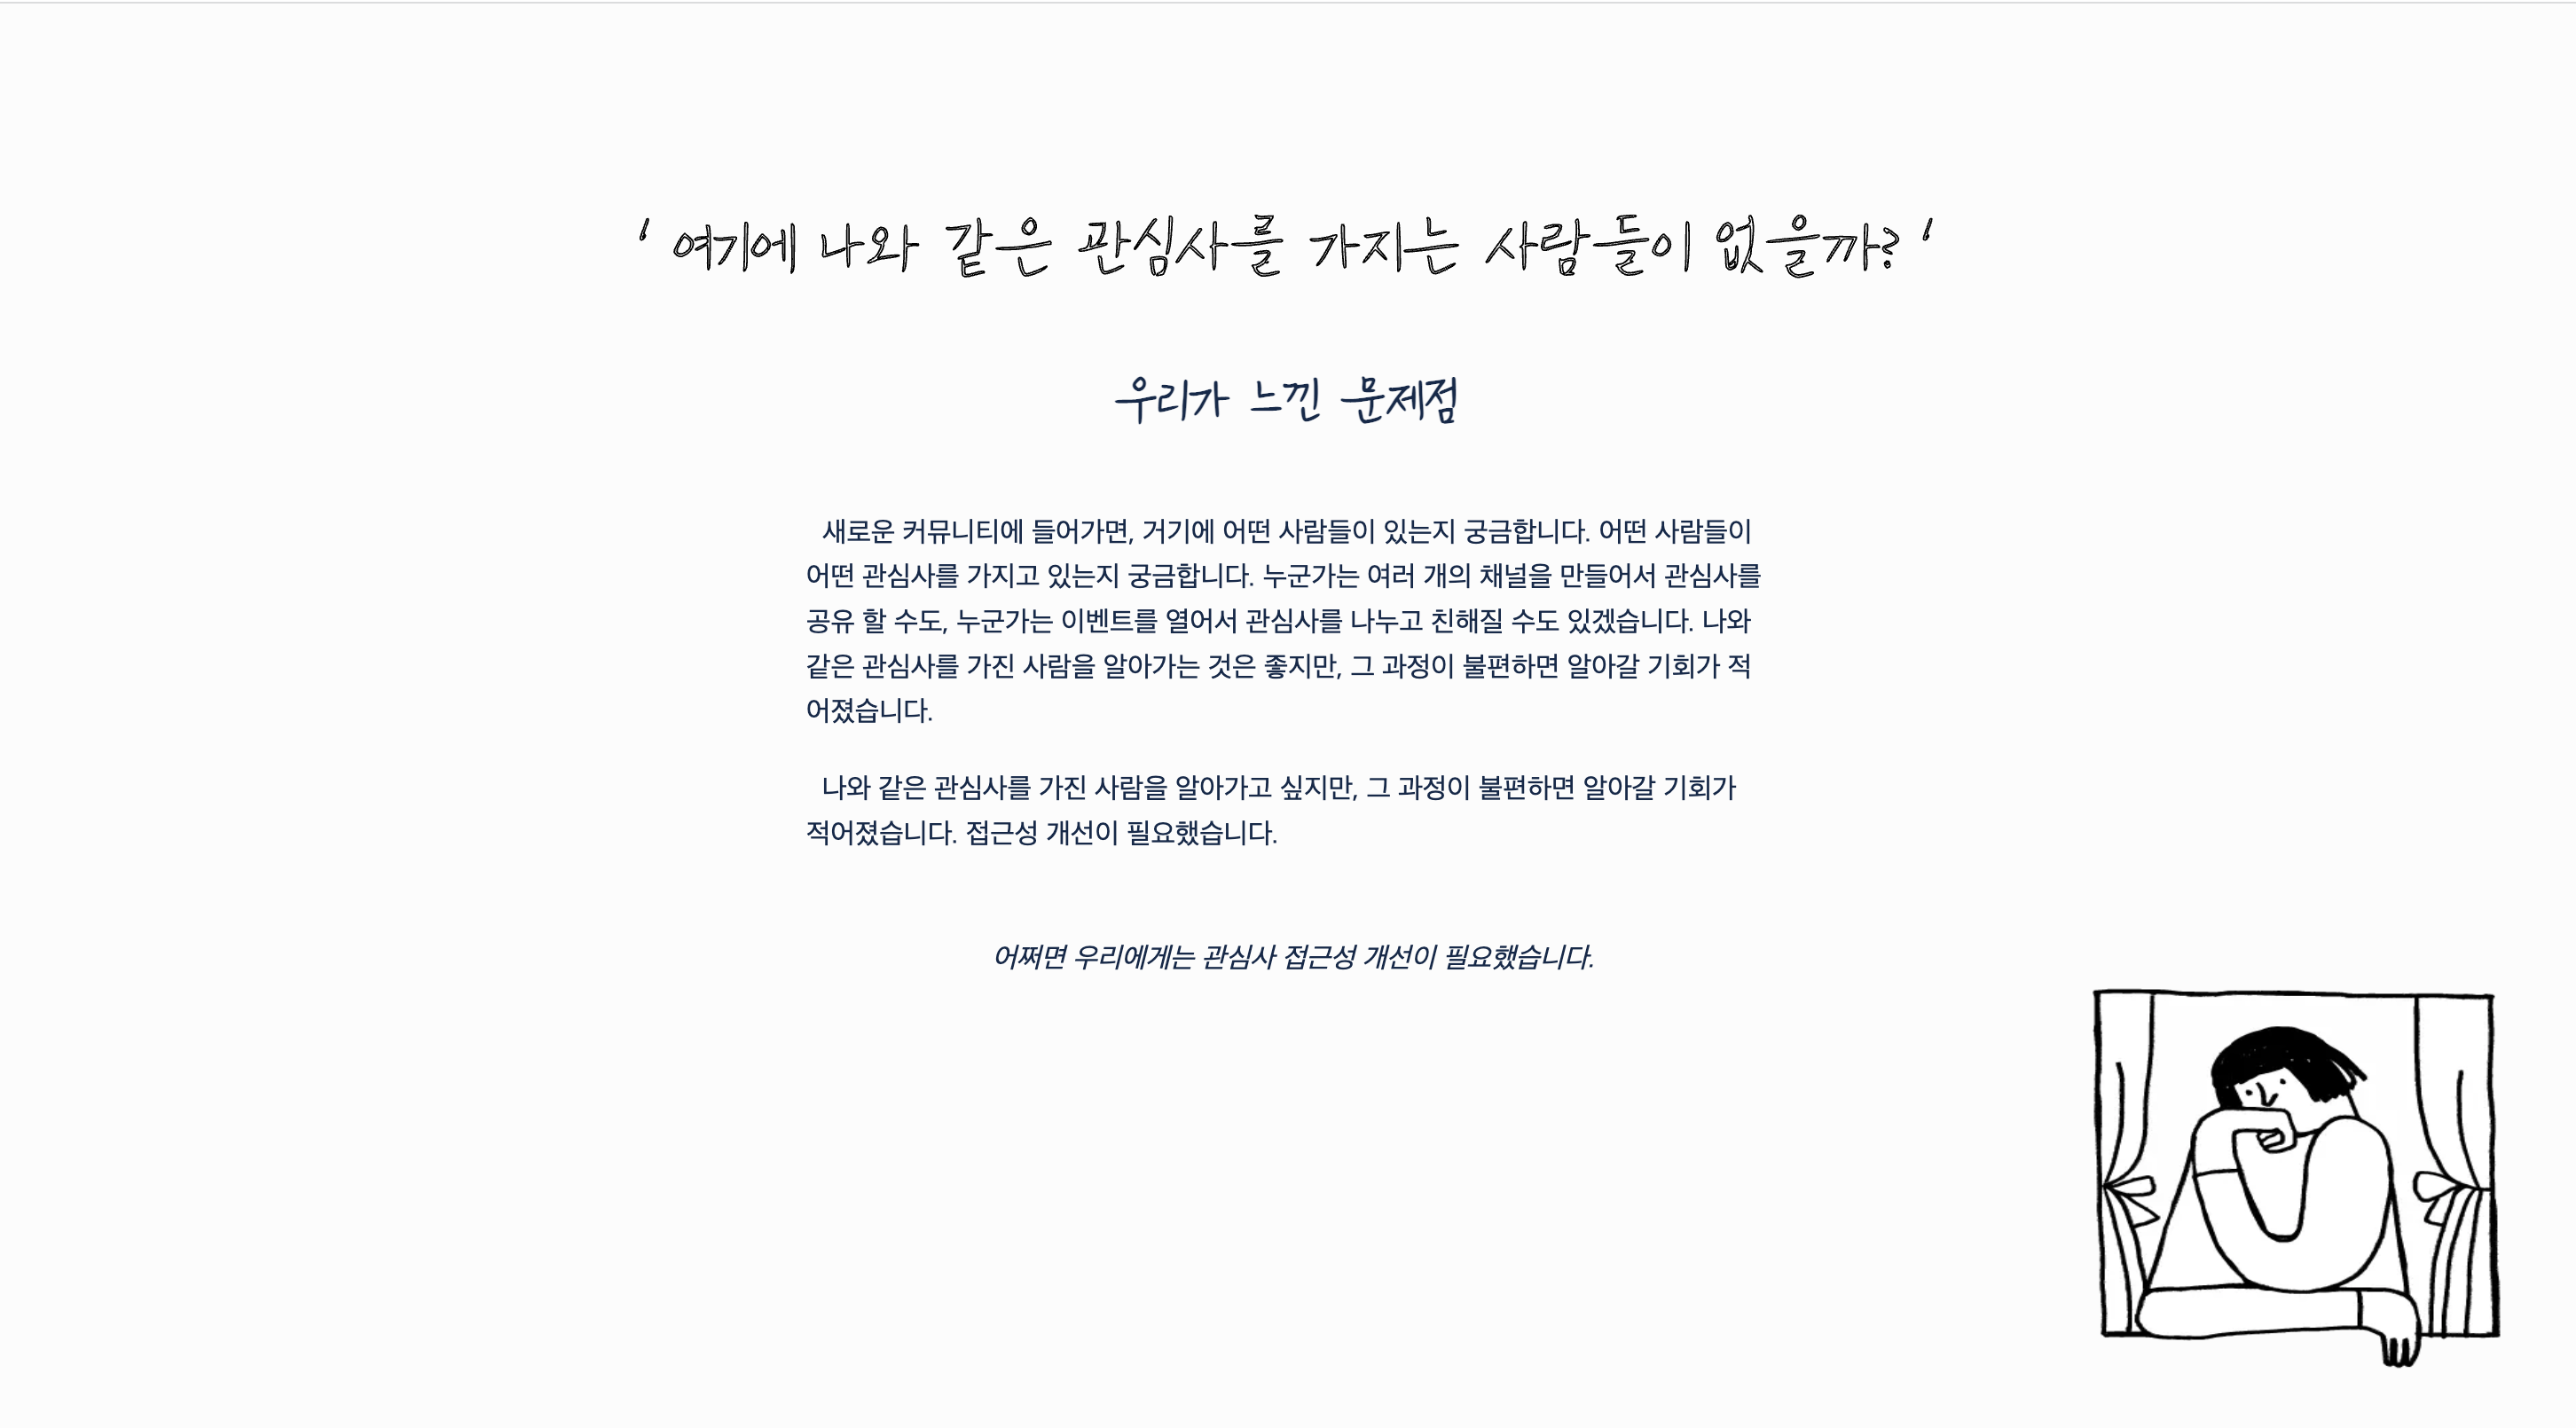 ' 여기에 나와 같은 관심사를 가지는 사람들이 없을까? '
우리가 느낀 문제점
새로운 커뮤니티에 들어가면, 거기에 어떤 사람들이 있는지 궁금합니다. 어떤 사람들이
어떤 관심사를 가지고 있는지 궁금합니다. 누군가는 여러 개의 채널을 만들어서 관심사를
공유 할 수도, 누군가는 이벤트를 열어서 관심사를 나누고 친해질 수도 있겠습니다. 나와
같은 관심사를 가진 사람을 알아가는 것은 좋지만, 그 과정이 불편하면 알아갈 기회가 적
어졌습니다.
나와 같은 관심사를 가진 사람을 알아가고 싶지만, 그 과정이 불편하면 알아갈 기회가
적어졌습니다. 접근성 개선이 필요했습니다.
어쩌면 우리에게는 관심사 접근성 개선이 필요했습니다.